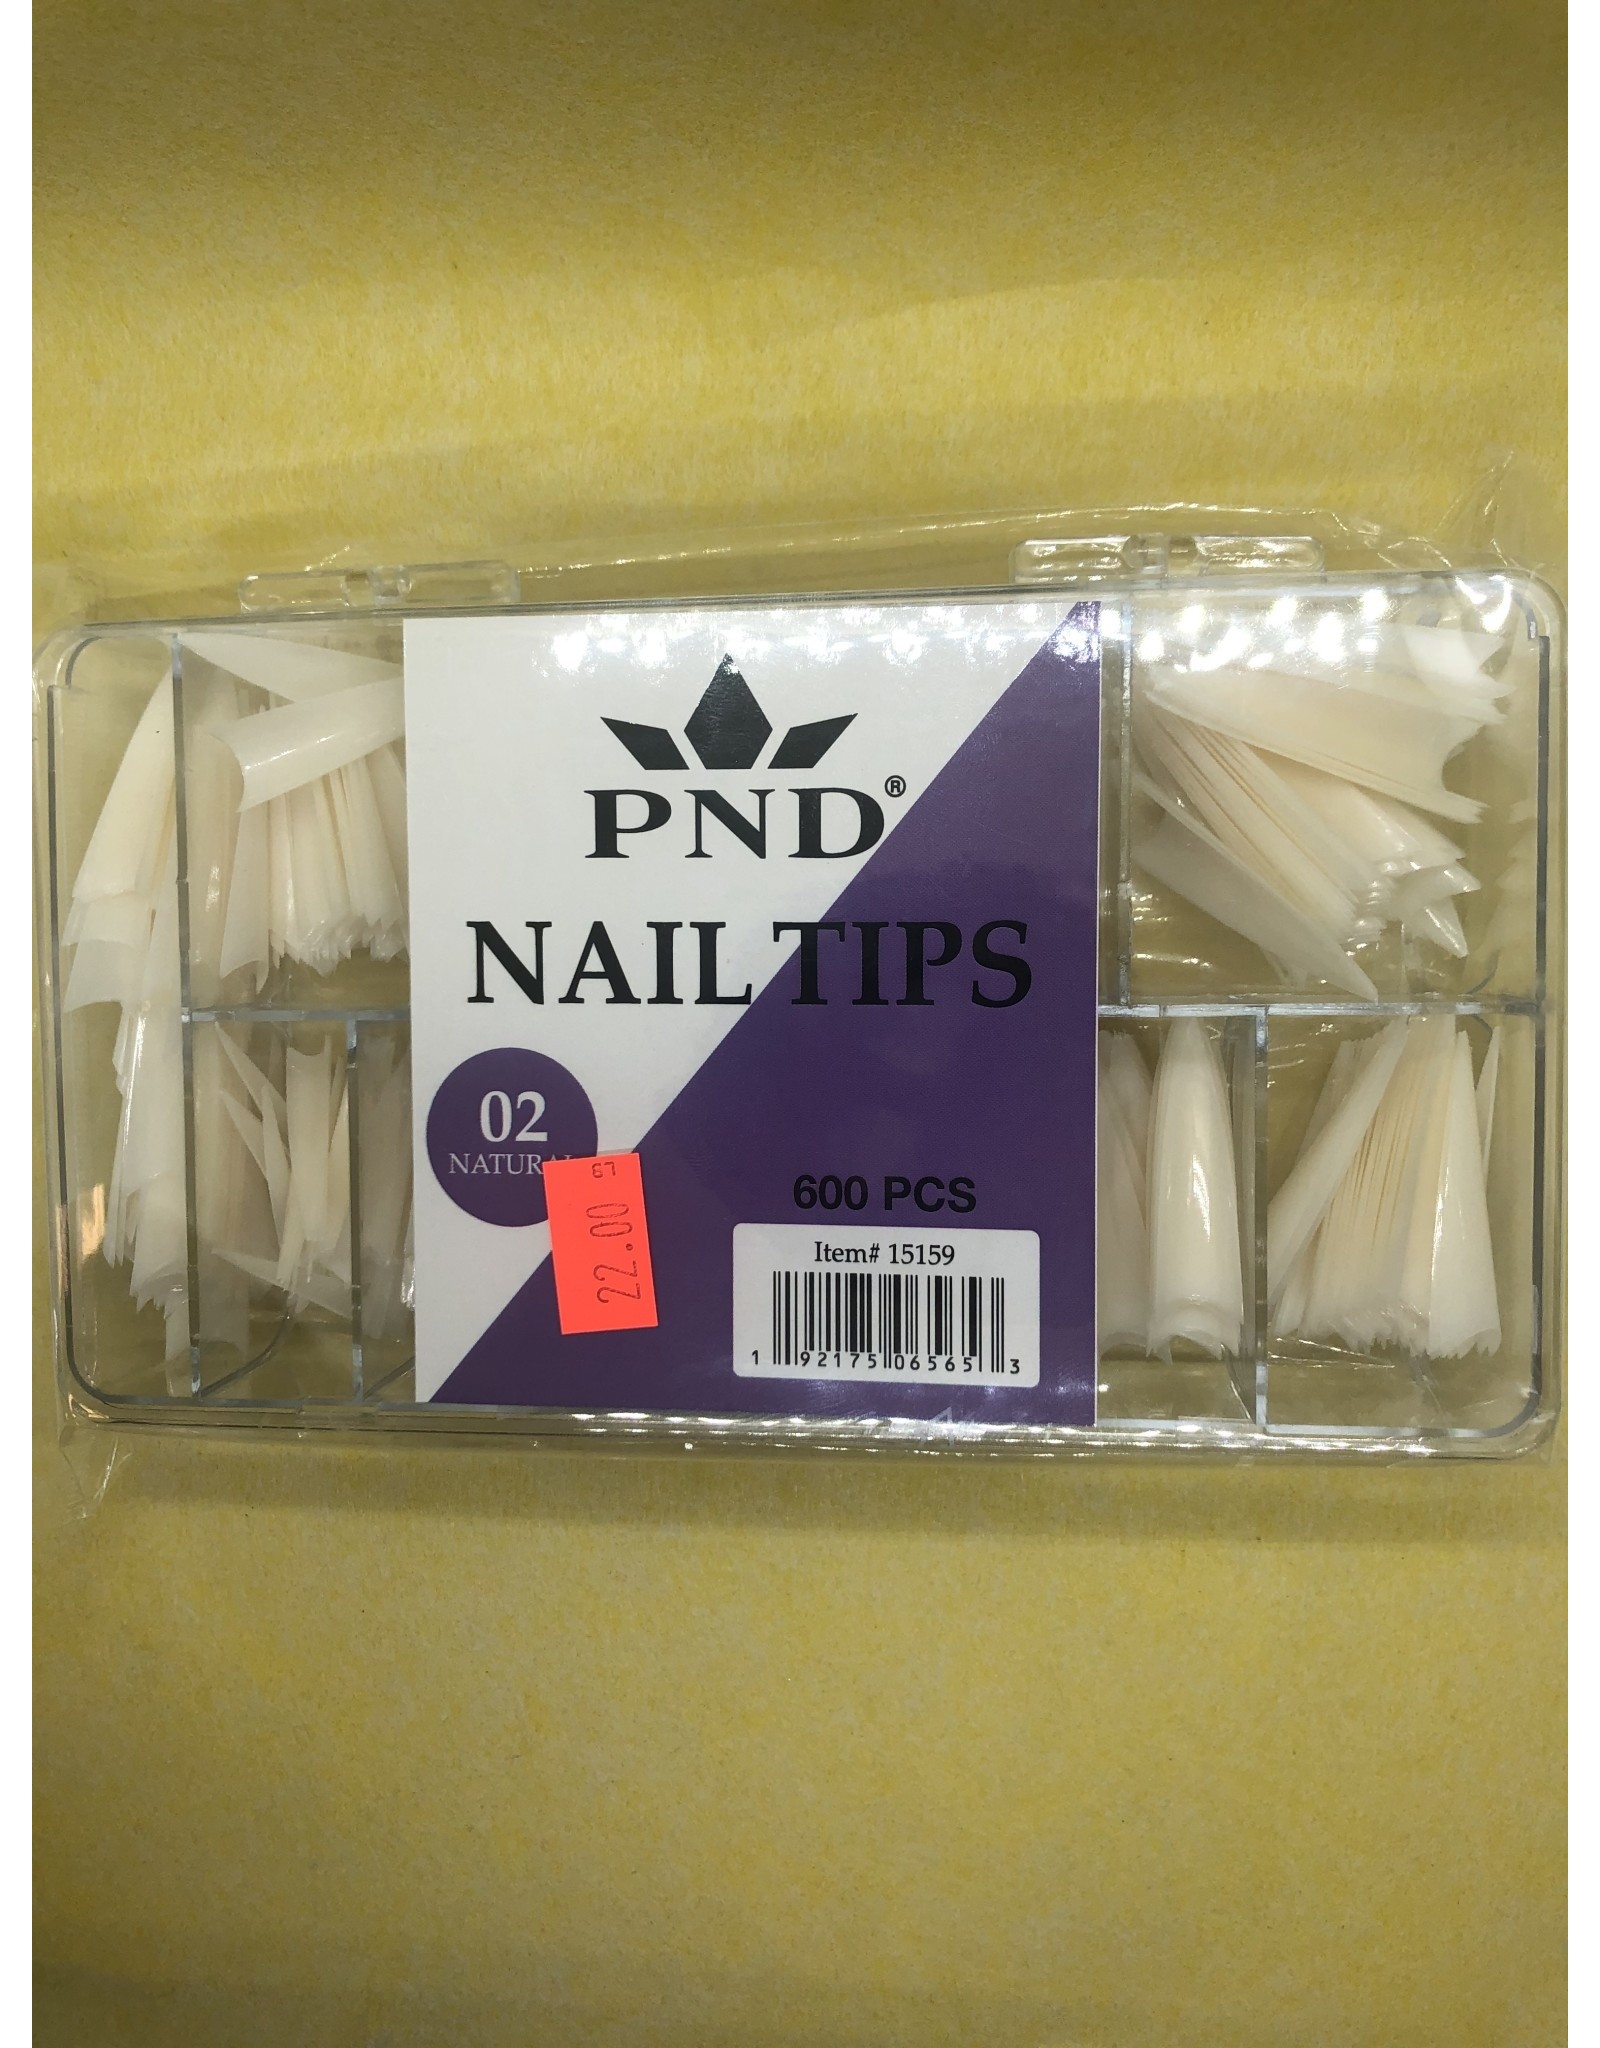 PND®
NAIL TIPS
02
NATURAL
22.00
600 PCS
Item# 15159
1 92175 06565 3